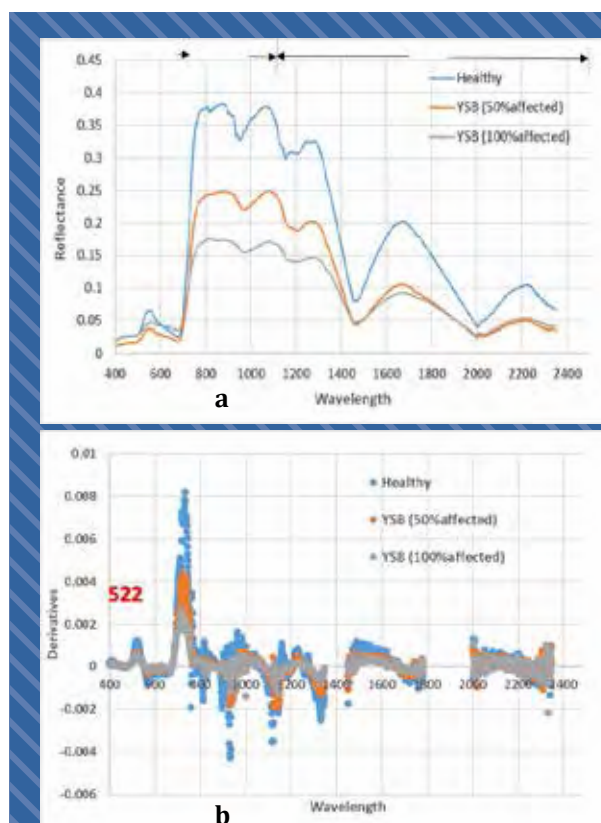 0.45
0.4
0.35
0.3
0.25
0.2
0.15
0.1
0.05
0
Reflectance
Healthy
YSB (50%affected)
YSB (100%affected)
400 600 800 1000 1200 1400 1600 1800 2000 2200 2400
a
Wavelength
0.01
0.008
0.006
0.004
0.002
0
-0.002
-0.004
-0.006
Derivatives
522
Healthy
YSB (50%affected)
YSB (100%affected)
400 600 800 1000 1200 1400 1600 1800 2000 2200 2400
Wavelength
b